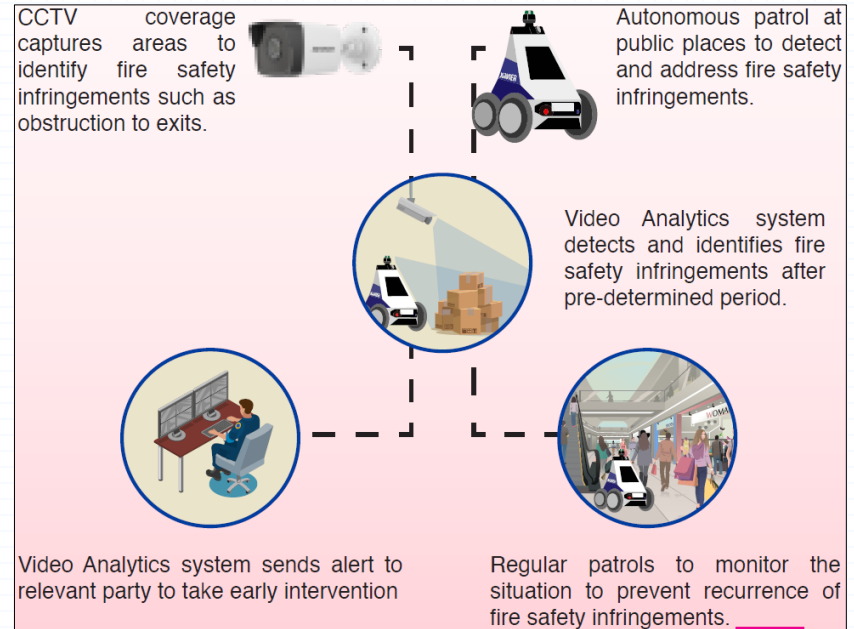 CCTV coverage
captures areas to
identify fire safety
infringements such as
obstruction to exits.
Autonomous patrol at
public places to detect
and address fire safety
infringements.
XAVIER
Video Analytics system
detects and identifies fire
safety infringements after
pre-determined period.
WOMA
Video Analytics system sends alert to
relevant party to take early intervention
Regular patrols to monitor the
situation to prevent recurrence of
fire safety infringements.